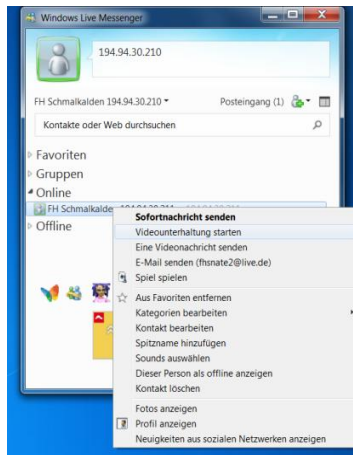 Windows Live Messenger
194.94.30.210
FH Schmalkalden 194.94.30.210
Posteingang (1)
Kontakte oder Web durchsuchen
Favoriten
Gruppen
Online
FH Schmalkalde
Offline
Sofortnachricht senden
Videounterhaltung starten
Eine Videonachricht senden
E-Mail senden (fhsnate2@live.de)
Spiel spielen
Aus Favoriten entfernen
Kategorien bearbeiten
Kontakt bearbeiten
Spitzname hinzufügen
Sounds auswählen
Dieser Person als offline anzeigen
Kontakt löschen
Fotos anzeigen
Profil anzeigen
Neuigkeiten aus sozialen Netzwerken anzeigen